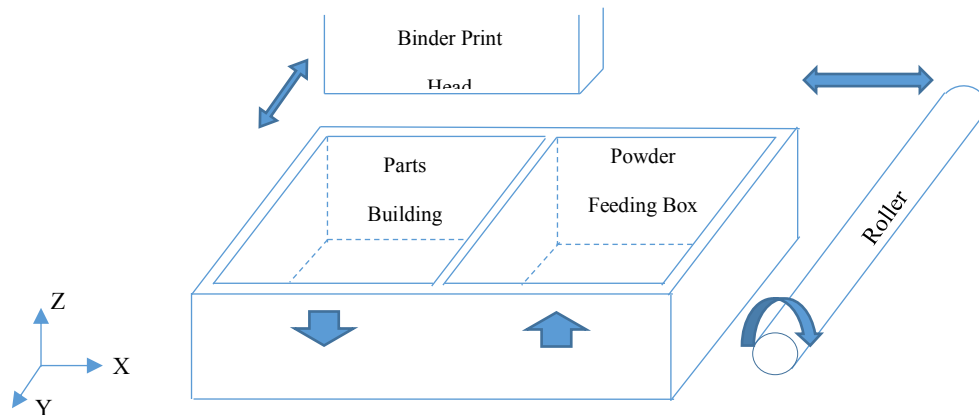 Binder Print
Head
Parts
Building
Powder
Feeding Box
Roller
Z
X
Y